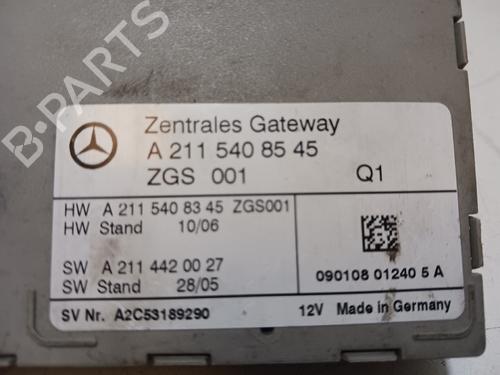 B-PARTS
Zentrales Gateway
A 211 540 85 45
ZGS 001 Q1
HW A 211 540 83 45 ZGS001
HW Stand 10/06
SW A 211 442 00 27
SW Stand 28/05
090108 01240 5 A
SV Nr. A2C53189290 12V Made in Germany